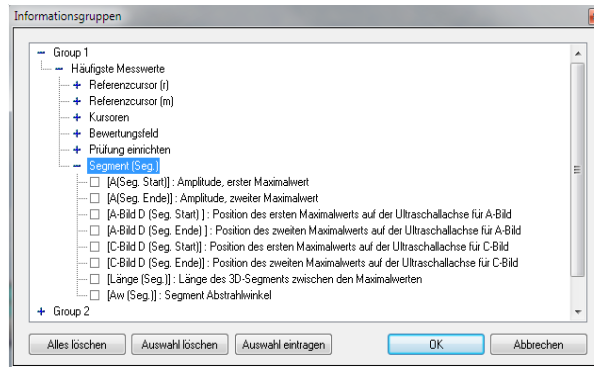 Informationsgruppen
Group 1
Häufigste Messwerte
Referenzcursor (r)
Referenzcursor (m)
Kursoren
Bewertungsfeld
Prüfung einrichten
Segment (Seg.)
[A(Seg. Start)] : Amplitude, erster Maximalwert
[A(Seg. Ende)] : Amplitude, zweiter Maximalwert
[A-Bild D (Seg. Start) ] : Position des ersten Maximalwerts auf der Ultraschallachse für A-Bild
[A-Bild D (Seg. Ende) ] : Position des zweiten Maximalwerts auf der Ultraschallachse für A-Bild
[C-Bild D (Seg. Start)] : Position des ersten Maximalwerts auf der Ultraschallachse für C-Bild
[C-Bild D (Seg. Ende)] : Position des zweiten Maximalwerts auf der Ultraschallachse für C-Bild
[Länge (Seg.)] : Länge des 3D-Segments zwischen den Maximalwerten
[Aw (Seg.)] : Segment Abstrahlwinkel
Group 2
Alles löschen Auswahl löschen Auswahl eintragen OK Abbrechen